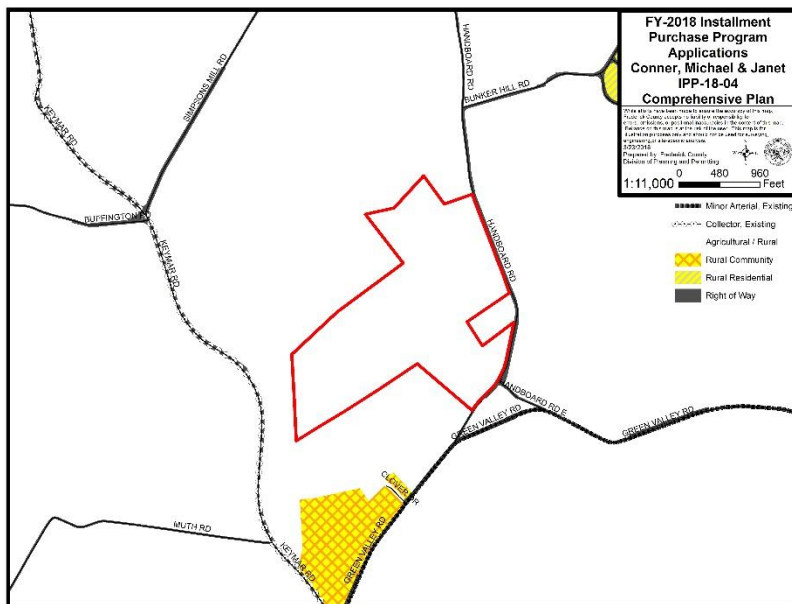 FY-2018 Installment
Purchase Program
Applications
Conner, Michael & Janet
IPP-18-04
Comprehensive Plan
Prepared by Frederick County
Division of Planning and Permitting
1:11,000
0 480 960
Feet
Minor Arterial, Existing
Collector, Existing
Agricultural / Rural
Rural Community
Rural Residential
Right of Way
KEYMAR RD
SIMPSONS MILL RD
HANDBOARD RD
BUNKER HILL RD
BUFFINGTON
KEYMAR RD
HANDBOARD RD
HANDBOARD RD E
GREEN VALLEY RD
GREEN VALLEY RD
CLOVER DR
MUTH RD
KEYMAR RD
GREEN VALLEY RD